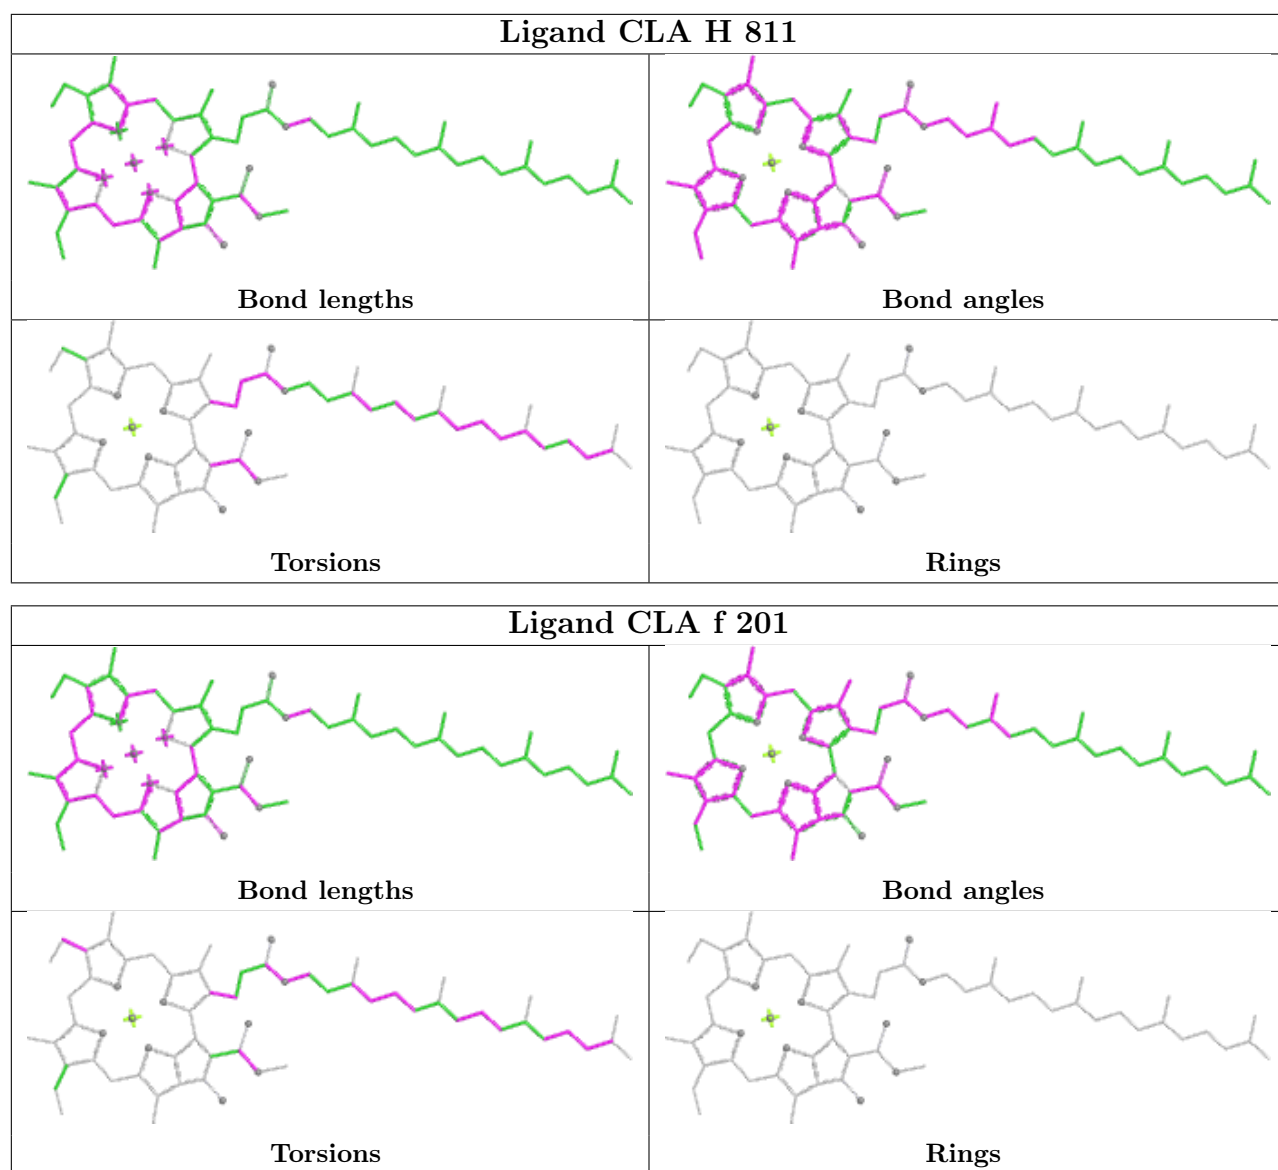 Ligand CLA H 811
Bond lengths
Bond angles
Torsions
Rings
Ligand CLA f 201
Bond lengths
Bond angles
Torsions
Rings